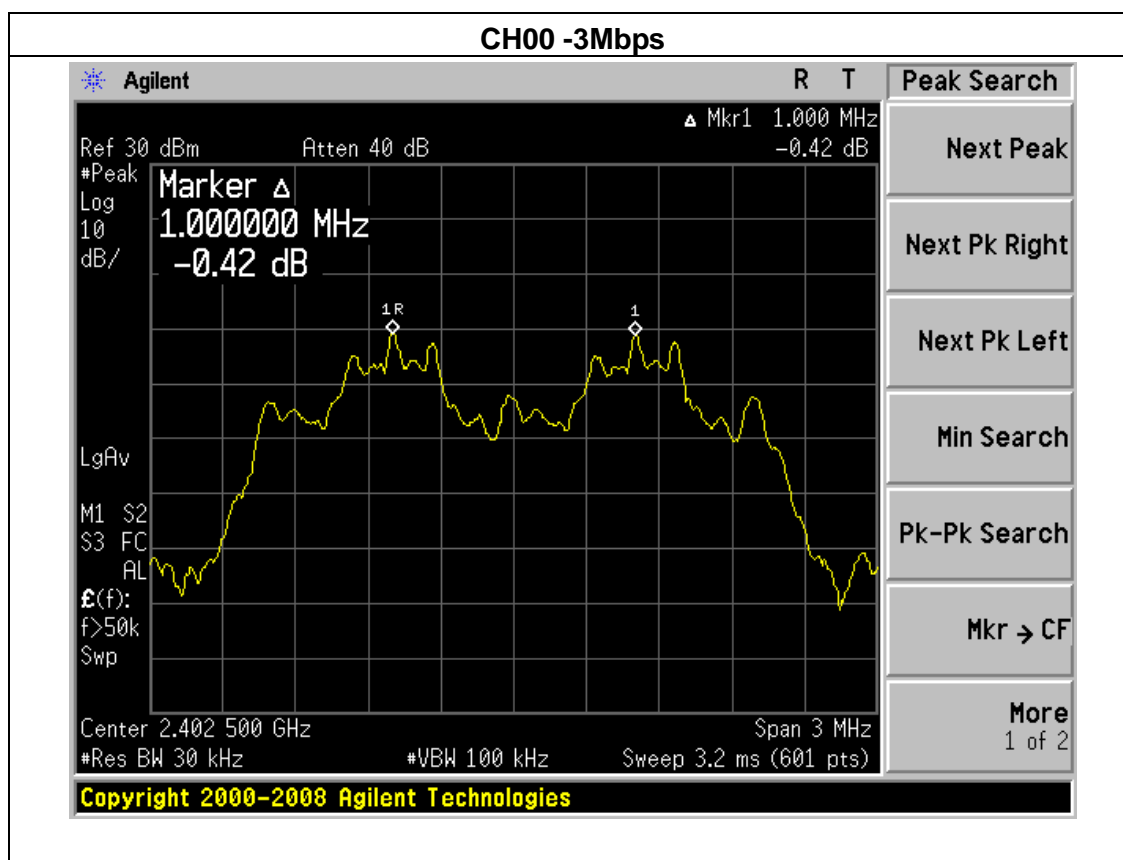 CH00 -3Mbps
Agilent R T Peak Search
Δ Mkr1 1.000 MHz
Ref 30 dBm Atten 40 dB -0.42 dB
#Peak
Log
10
dB/
Marker Δ
1.000000 MHz
-0.42 dB
1R
1
LgAv
M1 S2
S3 FC
AL
£(f):
f>50k
Swp
Center 2.402 500 GHz Span 3 MHz
#Res BW 30 kHz #VBW 100 kHz Sweep 3.2 ms (601 pts)
Copyright 2000-2008 Agilent Technologies
Next Peak
Next Pk Right
Next Pk Left
Min Search
Pk-Pk Search
Mkr → CF
More
1 of 2